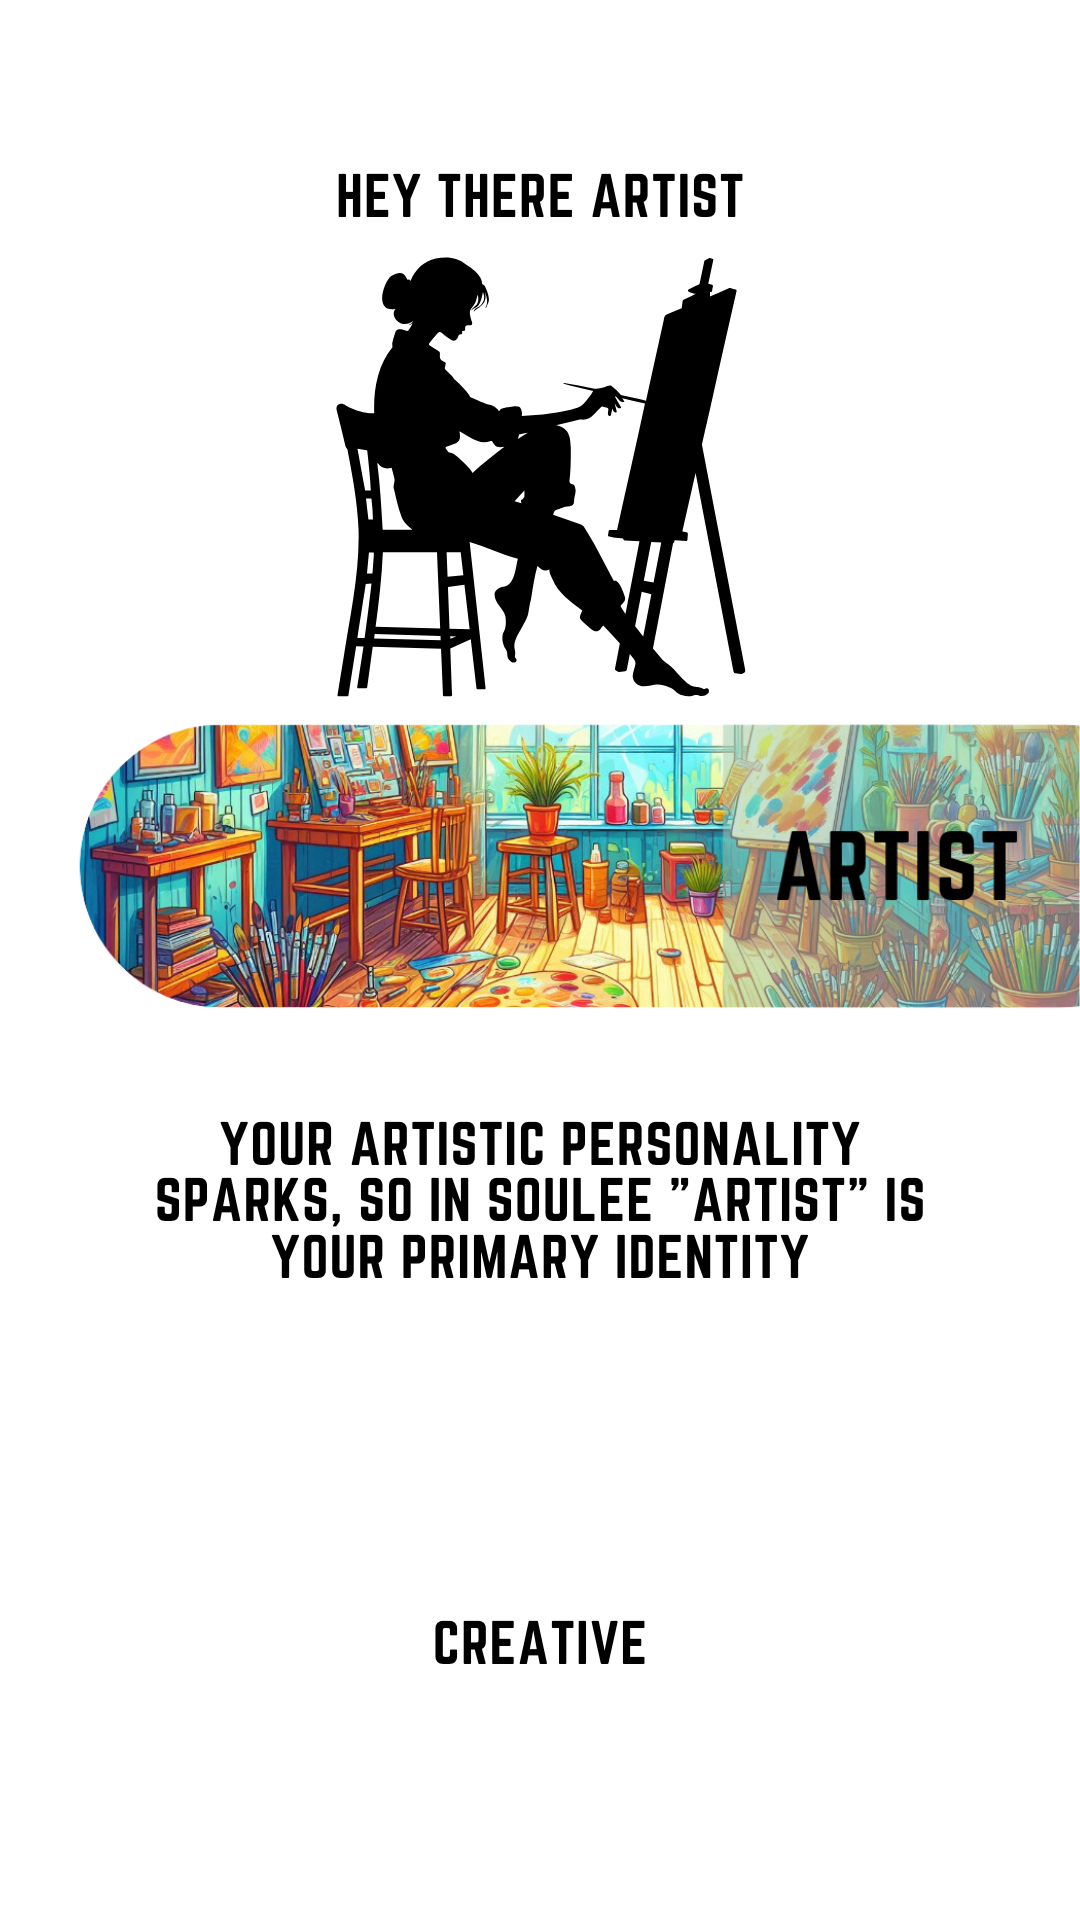 HEY THERE ARTIST
ARTIST
YOUR ARTISTIC PERSONALITY
SPARKS, SO IN SOULEE "ARTIST" IS
YOUR PRIMARY IDENTITY
CREATIVE